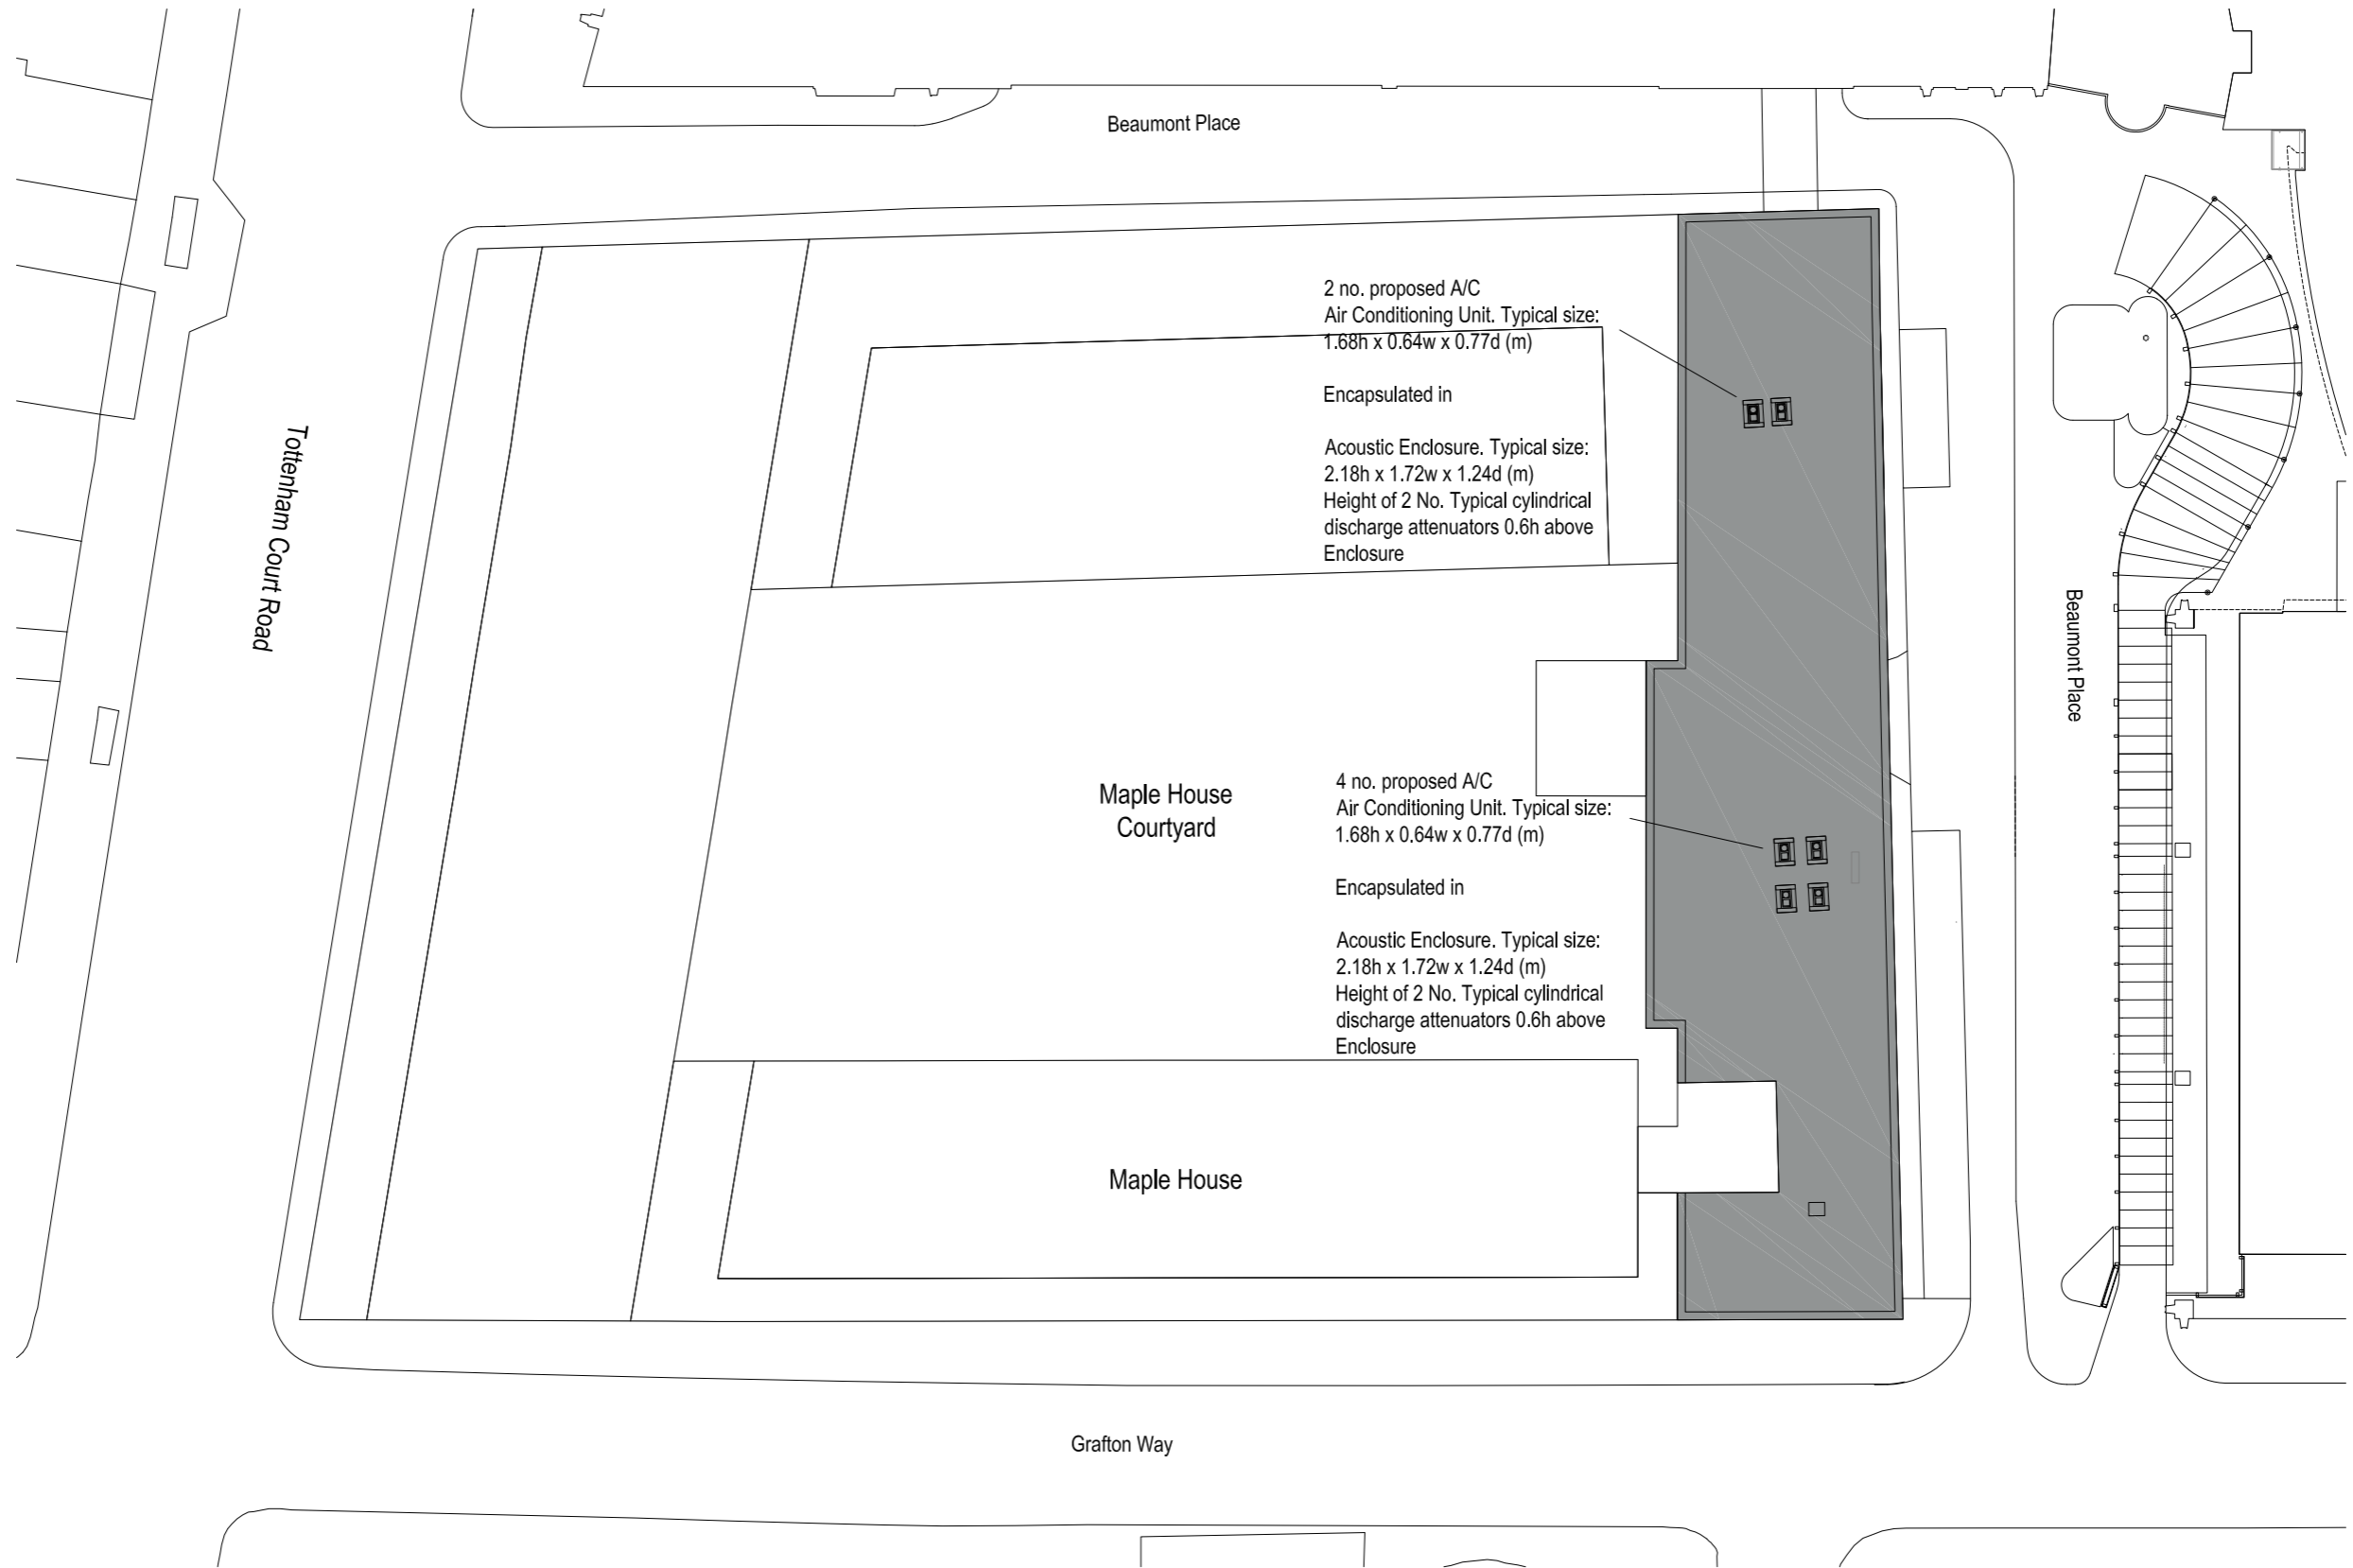 Beaumont Place
2 no. proposed A/C
Air Conditioning Unit. Typical size:
1.68h x 0.64w x 0.77d (m)
Encapsulated in
Acoustic Enclosure. Typical size:
2.18h x 1.72w x 1.24d (m)
Height of 2 No. Typical cylindrical
discharge attenuators 0.6h above
Enclosure
Tottenham Court Road
Beaumont Place
Maple House
Courtyard
4 no. proposed A/C
Air Conditioning Unit. Typical size:
1.68h x 0.64w x 0.77d (m)
Encapsulated in
Acoustic Enclosure. Typical size:
2.18h x 1.72w x 1.24d (m)
Height of 2 No. Typical cylindrical
discharge attenuators 0.6h above
Enclosure
Maple House
Grafton Way